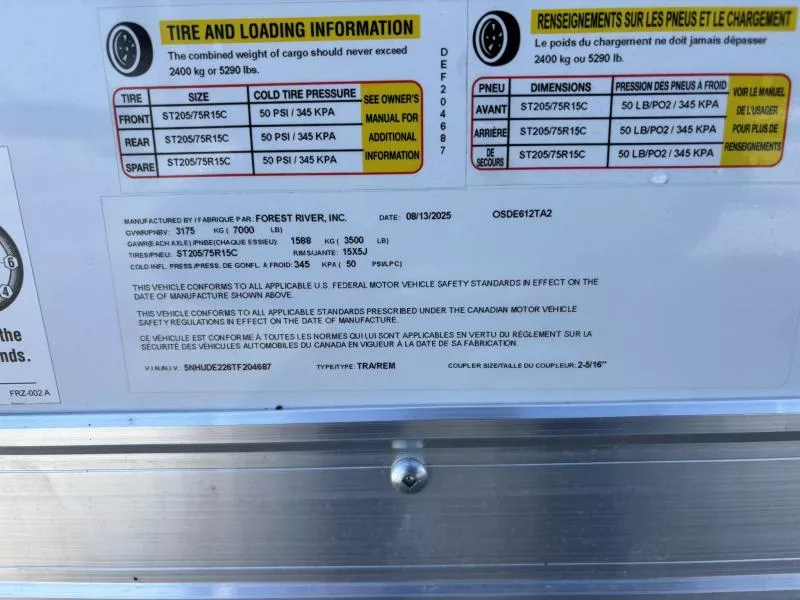 TIRE AND LOADING INFORMATION
The combined weight of cargo should never exceed
2400 kg or 5290 lbs.
TIRE SIZE COLD TIRE PRESSURE SEE OWNER'S MANUAL FOR ADDITIONAL INFORMATION
FRONT ST205/75R15C 50 PSI / 345 KPA
REAR ST205/75R15C 50 PSI / 345 KPA
SPARE ST205/75R15C 50 PSI / 345 KPA
DEF204687
RENSEIGNEMENTS SUR LES PNEUS ET LE CHARGEMENT
Le poids du chargement ne doit jamais dépasser
2400 kg ou 5290 lb.
PNEU DIMENSIONS PRESSION DES PNEUS À FROID VOIR LE MANUEL DE L'USAGER POUR PLUS DE RENSEIGNEMENTS
AVANT ST205/75R15C 50 LB/PO2 / 345 KPA
ARRIÈRE ST205/75R15C 50 LB/PO2 / 345 KPA
DE SECOURS ST205/75R15C 50 LB/PO2 / 345 KPA
MANUFACTURED BY / FABRIQUE PAR: FOREST RIVER, INC. DATE: 08/13/2025 OSDE612TA2
GVWR/PNBV: 3175 KG ( 7000 LB)
GAWR(EACH AXLE) /PNBE(CHAQUE ESSIEU): 1588 KG ( 3500 LB)
TIRES/PNEU: ST205/75R15C RIMS/JANTE: 15X5J
COLD INFL. PRESS./PRESS. DE GONFL. À FROID: 345 KPA ( 50 PSI/LPC)
THIS VEHICLE CONFORMS TO ALL APPLICABLE U.S. FEDERAL MOTOR VEHICLE SAFETY STANDARDS IN EFFECT ON THE
DATE OF MANUFACTURE SHOWN ABOVE.
THIS VEHICLE CONFORMS TO ALL APPLICABLE STANDARDS PRESCRIBED UNDER THE CANADIAN MOTOR VEHICLE
SAFETY REGULATIONS IN EFFECT ON THE DATE OF MANUFACTURE.
CE VÉHICULE EST CONFORME À TOUTES LES NORMES QUI LUI SONT APPLICABLES EN VERTU DU RÉGLEMENT SUR LA
SÉCURITÉ DES VÉHICULES AUTOMOBILES DU CANADA EN VIGUEUR À LA DATE DE SA FABRICATION.
V.I.N./N.I.V.: 5NHUDE226TF204687 TYPE/TYPE: TRA/REM COUPLER SIZE/TAILLE DU COUPLEUR: 2-5/16"
6
4
the
nds.
FRZ-002 A